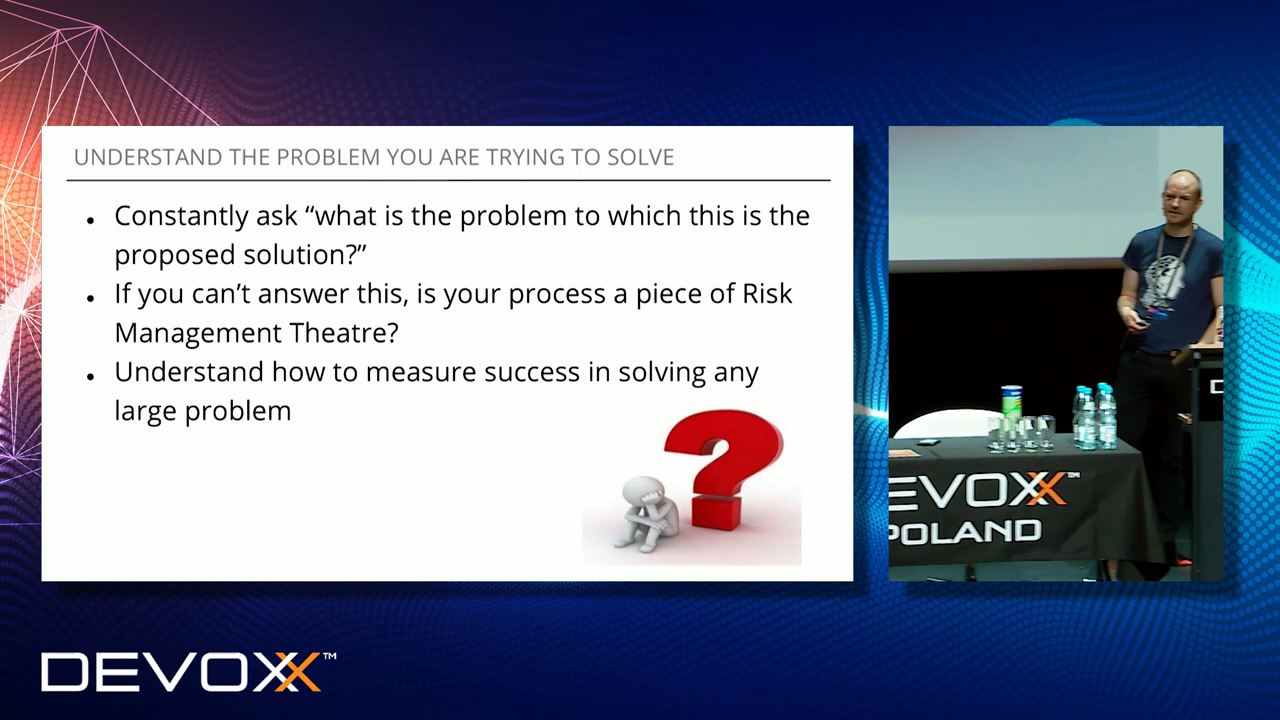 UNDERSTAND THE PROBLEM YOU ARE TRYING TO SOLVE
• Constantly ask “what is the problem to which this is the
proposed solution?”
• If you can’t answer this, is your process a piece of Risk
Management Theatre?
• Understand how to measure success in solving any
large problem
EVOXX™
POLAND
D
DEVOXX™